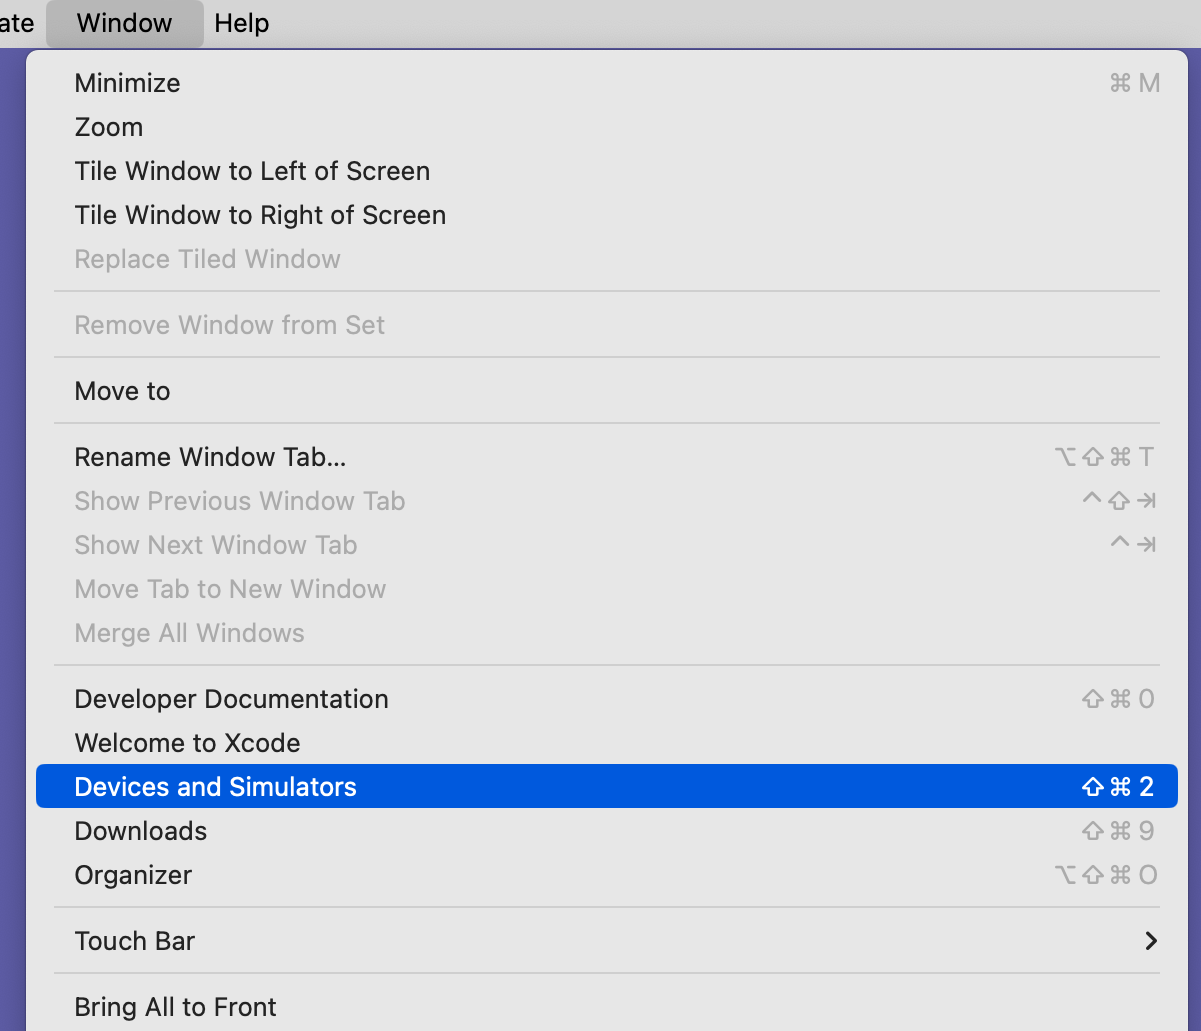 ate Window Help
Minimize ⌘ M
Zoom
Tile Window to Left of Screen
Tile Window to Right of Screen
Replace Tiled Window
Remove Window from Set
Move to
Rename Window Tab... ⌥⇧⌘ T
Show Previous Window Tab ^⇧⇥
Show Next Window Tab ^⇥
Move Tab to New Window
Merge All Windows
Developer Documentation ⇧⌘ 0
Welcome to Xcode
Devices and Simulators ⇧⌘ 2
Downloads ⇧⌘ 9
Organizer ⌥⇧⌘ O
Touch Bar
Bring All to Front